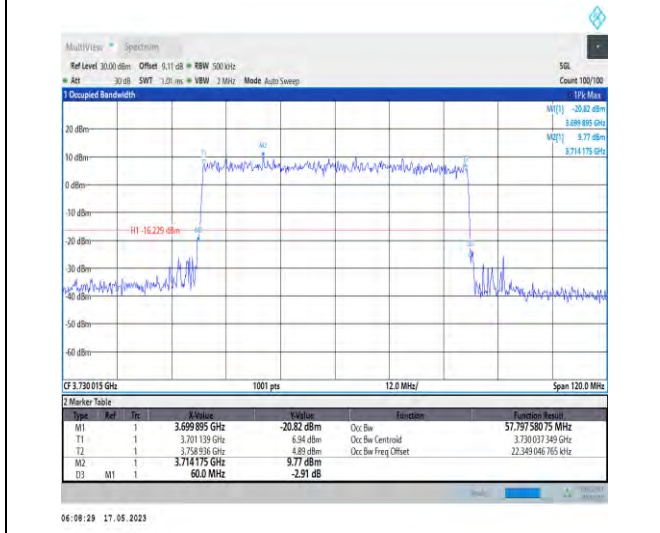 MultiView Spectrum
Ref Level 30.00 dBm Offset 9.11 dB RBW 500 kHz SGL
Att 30 dB SWT 1.01 ms VBW 2 MHz Mode Auto Sweep Count 100/100
1 Occupied Bandwidth 1Pk Max
M1[1] -20.82 dBm
3.699 895 GHz
M2[1] 9.77 dBm
3.714 175 GHz
20 dBm
10 dBm
0 dBm
-10 dBm
-20 dBm
-30 dBm
-40 dBm
-50 dBm
-60 dBm
M2
T1
H1 -16.229 dBm
CF 3.730 015 GHz 1001 pts 12.0 MHz/ Span 120.0 MHz
2 Marker Table
Type Ref Trc X-Value Y-Value Function Function Result
M1 1 3.699 895 GHz -20.82 dBm Occ Bw 57.797 580 75 MHz
T1 1 3.701 139 GHz 6.94 dBm Occ Bw Centroid 3.730 037 349 GHz
T2 1 3.758 936 GHz 4.89 dBm Occ Bw Freq Offset 22.349 046 765 kHz
M2 1 3.714 175 GHz 9.77 dBm
D3 M1 1 60.0 MHz -2.91 dB
06:08:29 17.05.2023